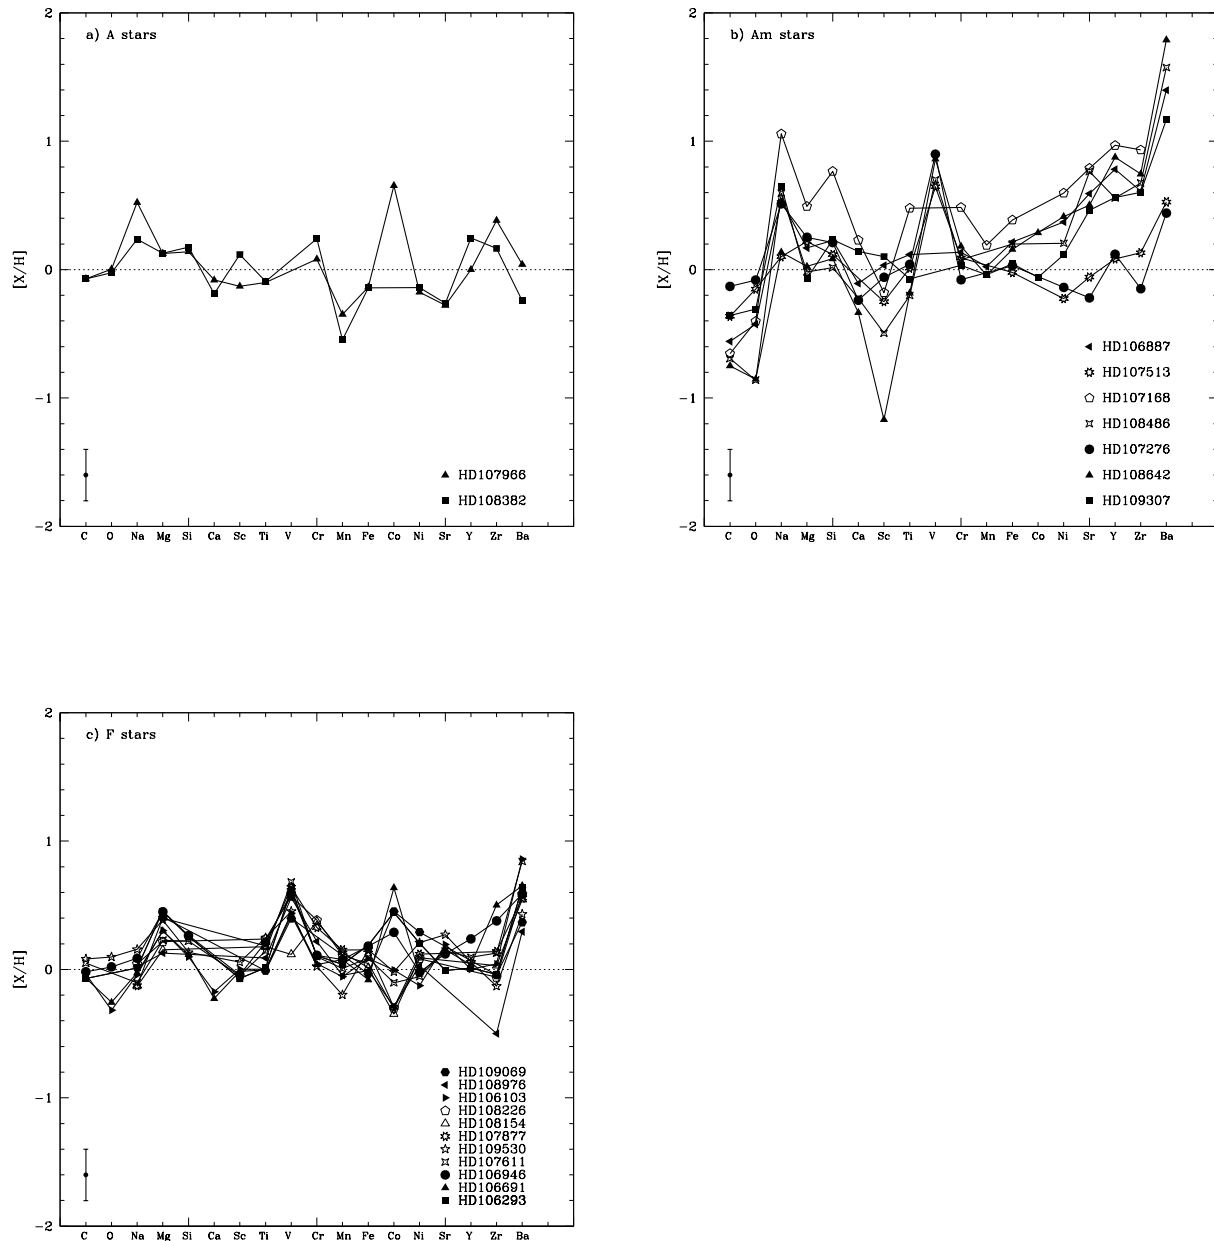 a) A stars
2
1
0
−1
−2
[X/H]
HD107966
HD108382
C O Na Mg Si Ca Sc Ti V Cr Mn Fe Co Ni Sr Y Zr Ba
b) Am stars
2
1
0
−1
−2
[X/H]
HD106887
HD107513
HD107168
HD108486
HD107276
HD108642
HD109307
C O Na Mg Si Ca Sc Ti V Cr Mn Fe Co Ni Sr Y Zr Ba
c) F stars
2
1
0
−1
−2
[X/H]
HD109069
HD108976
HD106103
HD108226
HD108154
HD107877
HD109530
HD107611
HD106946
HD106691
HD106293
C O Na Mg Si Ca Sc Ti V Cr Mn Fe Co Ni Sr Y Zr Ba